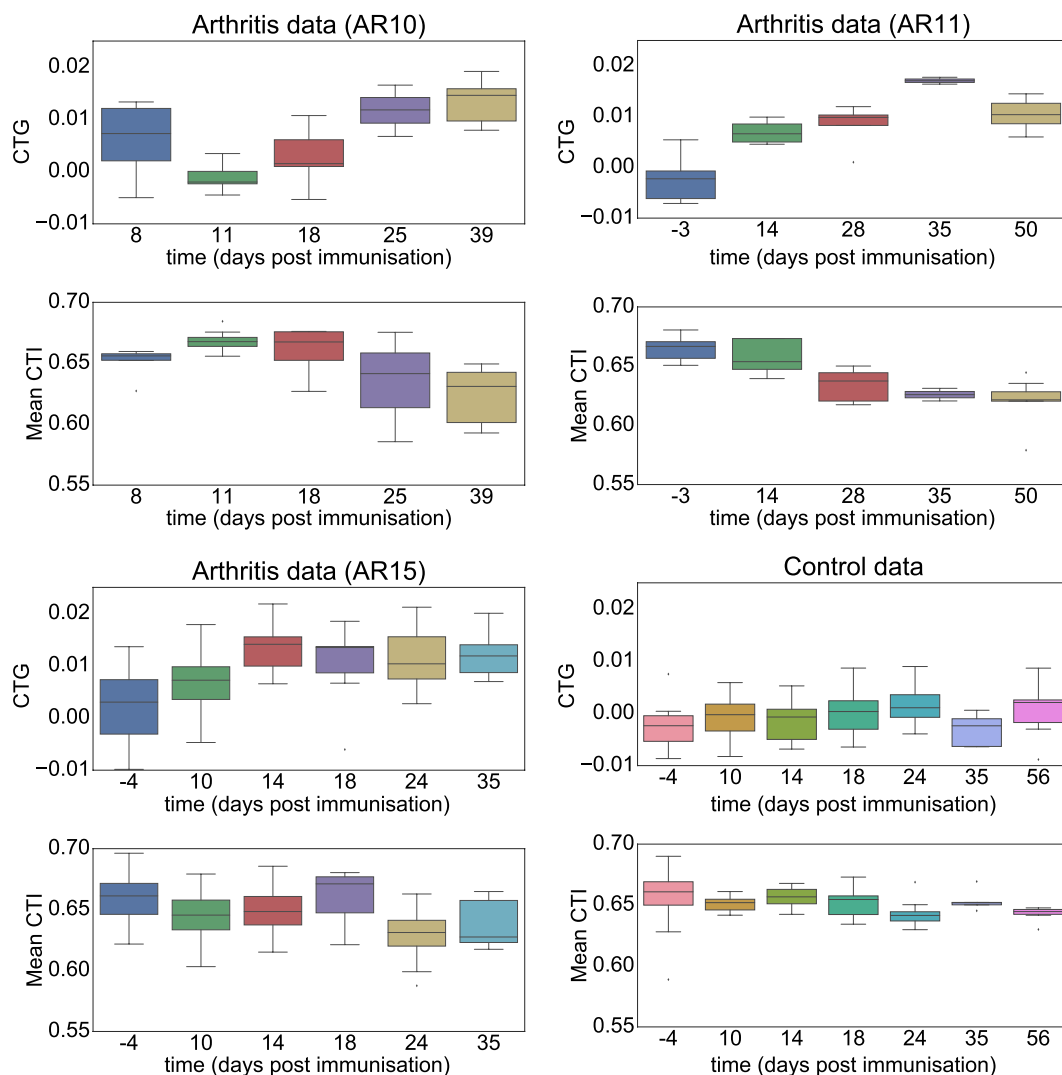 Arthritis data (AR10)
0.02
0.01
0.00
−0.01
CTG
8 11 18 25 39
time (days post immunisation)
0.70
0.65
0.60
0.55
Mean CTI
8 11 18 25 39
time (days post immunisation)
Arthritis data (AR11)
0.02
0.01
0.00
−0.01
CTG
-3 14 28 35 50
time (days post immunisation)
0.70
0.65
0.60
0.55
Mean CTI
-3 14 28 35 50
time (days post immunisation)
Arthritis data (AR15)
0.02
0.01
0.00
−0.01
CTG
-4 10 14 18 24 35
time (days post immunisation)
0.70
0.65
0.60
0.55
Mean CTI
-4 10 14 18 24 35
time (days post immunisation)
Control data
0.02
0.01
0.00
−0.01
CTG
-4 10 14 18 24 35 56
time (days post immunisation)
0.70
0.65
0.60
0.55
Mean CTI
-4 10 14 18 24 35 56
time (days post immunisation)